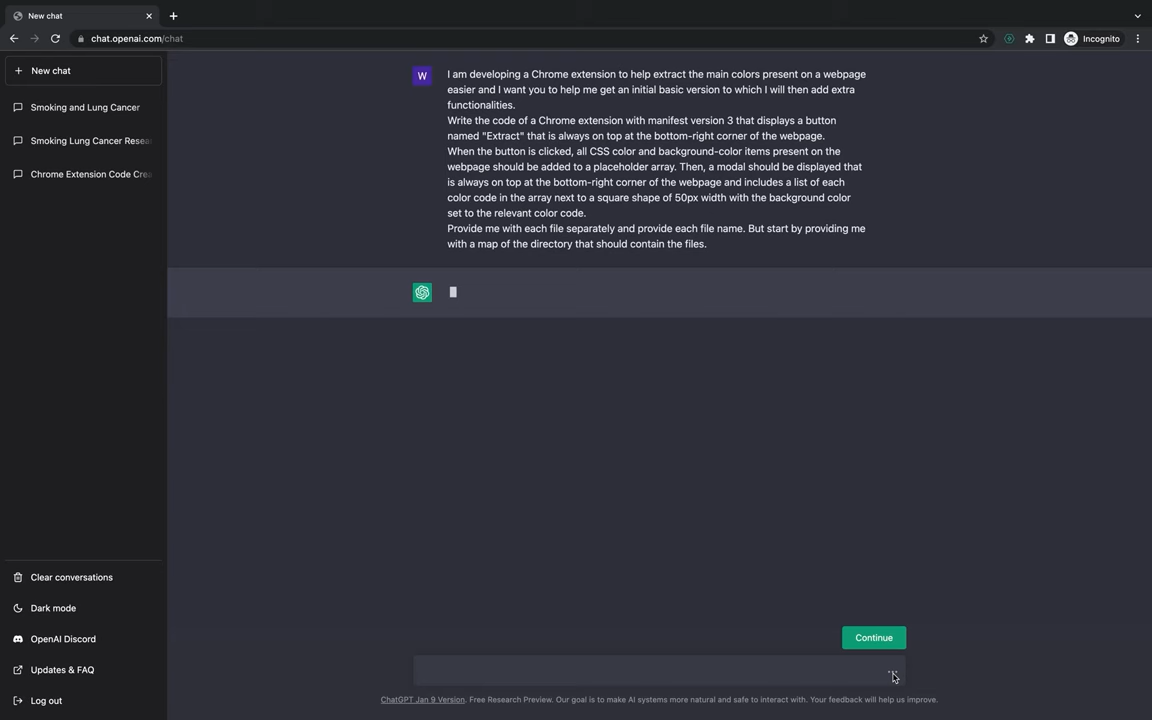 New chat
chat.openai.com/chat
Incognito
New chat
Smoking and Lung Cancer
Smoking Lung Cancer Resea
Chrome Extension Code Crea
Clear conversations
Dark mode
OpenAI Discord
Updates & FAQ
Log out
W
I am developing a Chrome extension to help extract the main colors present on a webpage
easier and I want you to help me get an initial basic version to which I will then add extra
functionalities.
Write the code of a Chrome extension with manifest version 3 that displays a button
named "Extract" that is always on top at the bottom-right corner of the webpage.
When the button is clicked, all CSS color and background-color items present on the
webpage should be added to a placeholder array. Then, a modal should be displayed that
is always on top at the bottom-right corner of the webpage and includes a list of each
color code in the array next to a square shape of 50px width with the background color
set to the relevant color code.
Provide me with each file separately and provide each file name. But start by providing me
with a map of the directory that should contain the files.
Continue
ChatGPT Jan 9 Version. Free Research Preview. Our goal is to make AI systems more natural and safe to interact with. Your feedback will help us improve.